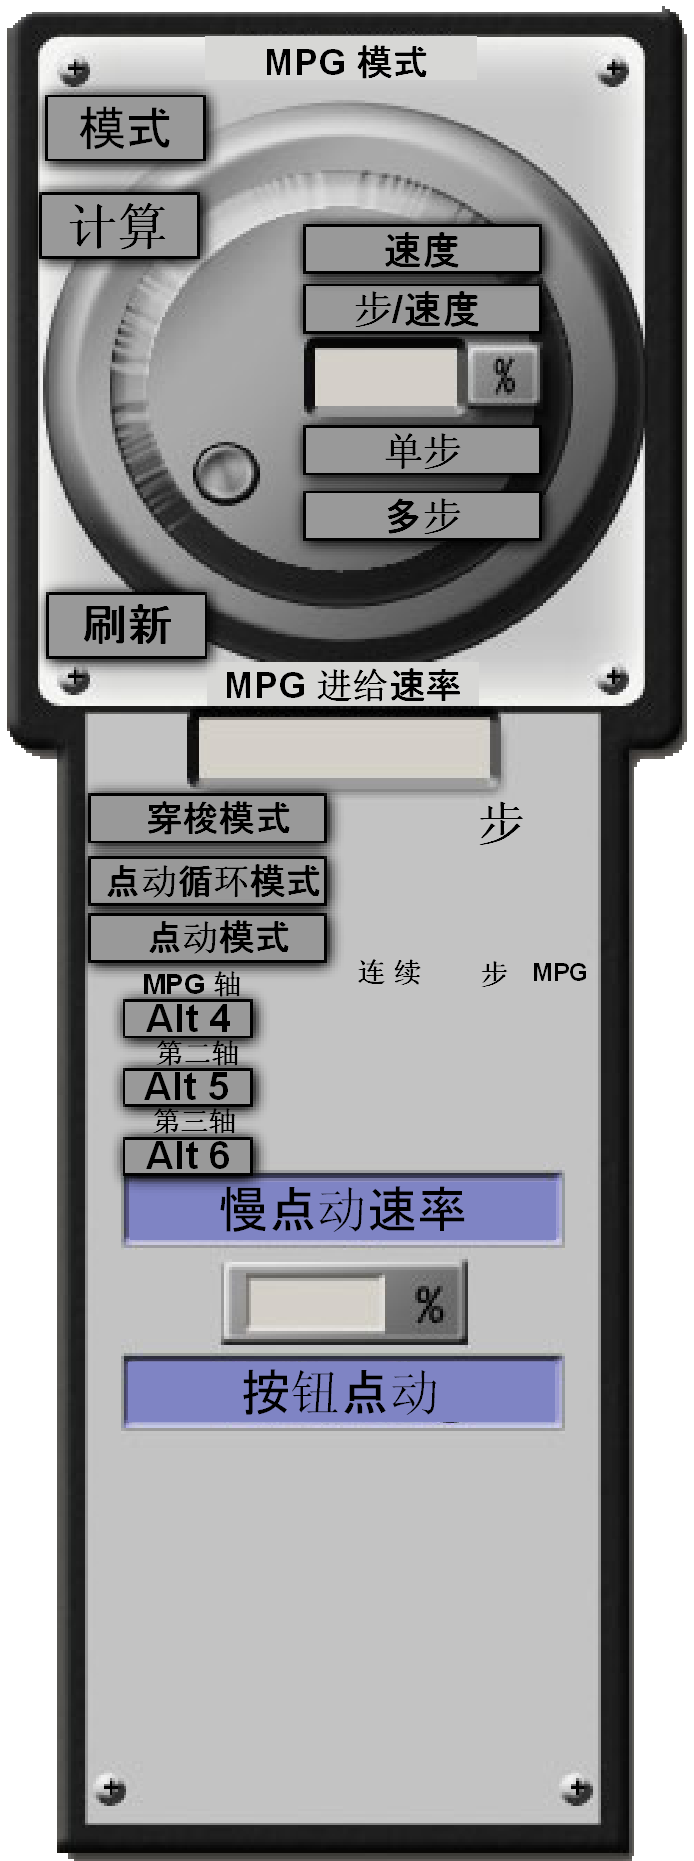 MPG 模式
模式
计算
速度
步/速度
%
单步
多步
刷新
MPG 进给速率
穿梭模式
步
点动循环模式
点动模式
连续 步 MPG
MPG 轴
Alt 4
第二轴
Alt 5
第三轴
Alt 6
慢点动速率
%
按钮点动